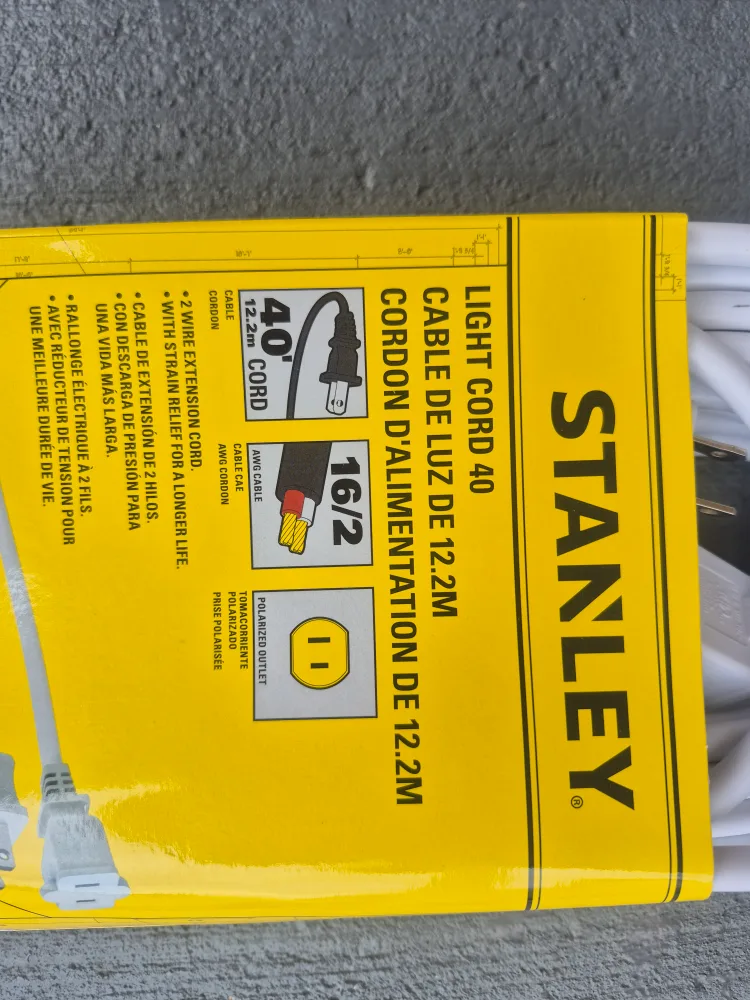 STANLEY®
LIGHT CORD 40
CABLE DE LUZ DE 12.2M
CORDON D'ALIMENTATION DE 12.2M
40'
12.2m CORD
CABLE
CORDON
16/2
AWG CABLE
CABLE CAE
AWG CORDON
POLARIZED OUTLET
TOMACORRIENTE
POLARIZADO
PRISE POLARISÉE
• 2 WIRE EXTENSION CORD.
• WITH STRAIN RELIEF FOR A LONGER LIFE.
• CABLE DE EXTENSIÓN DE 2 HILOS.
• CON DESCARGA DE PRESIÓN PARA
UNA VIDA MÁS LARGA.
• RALLONGE ÉLECTRIQUE À 2 FILS.
• AVEC RÉDUCTEUR DE TENSION POUR
UNE MEILLEURE DURÉE DE VIE.